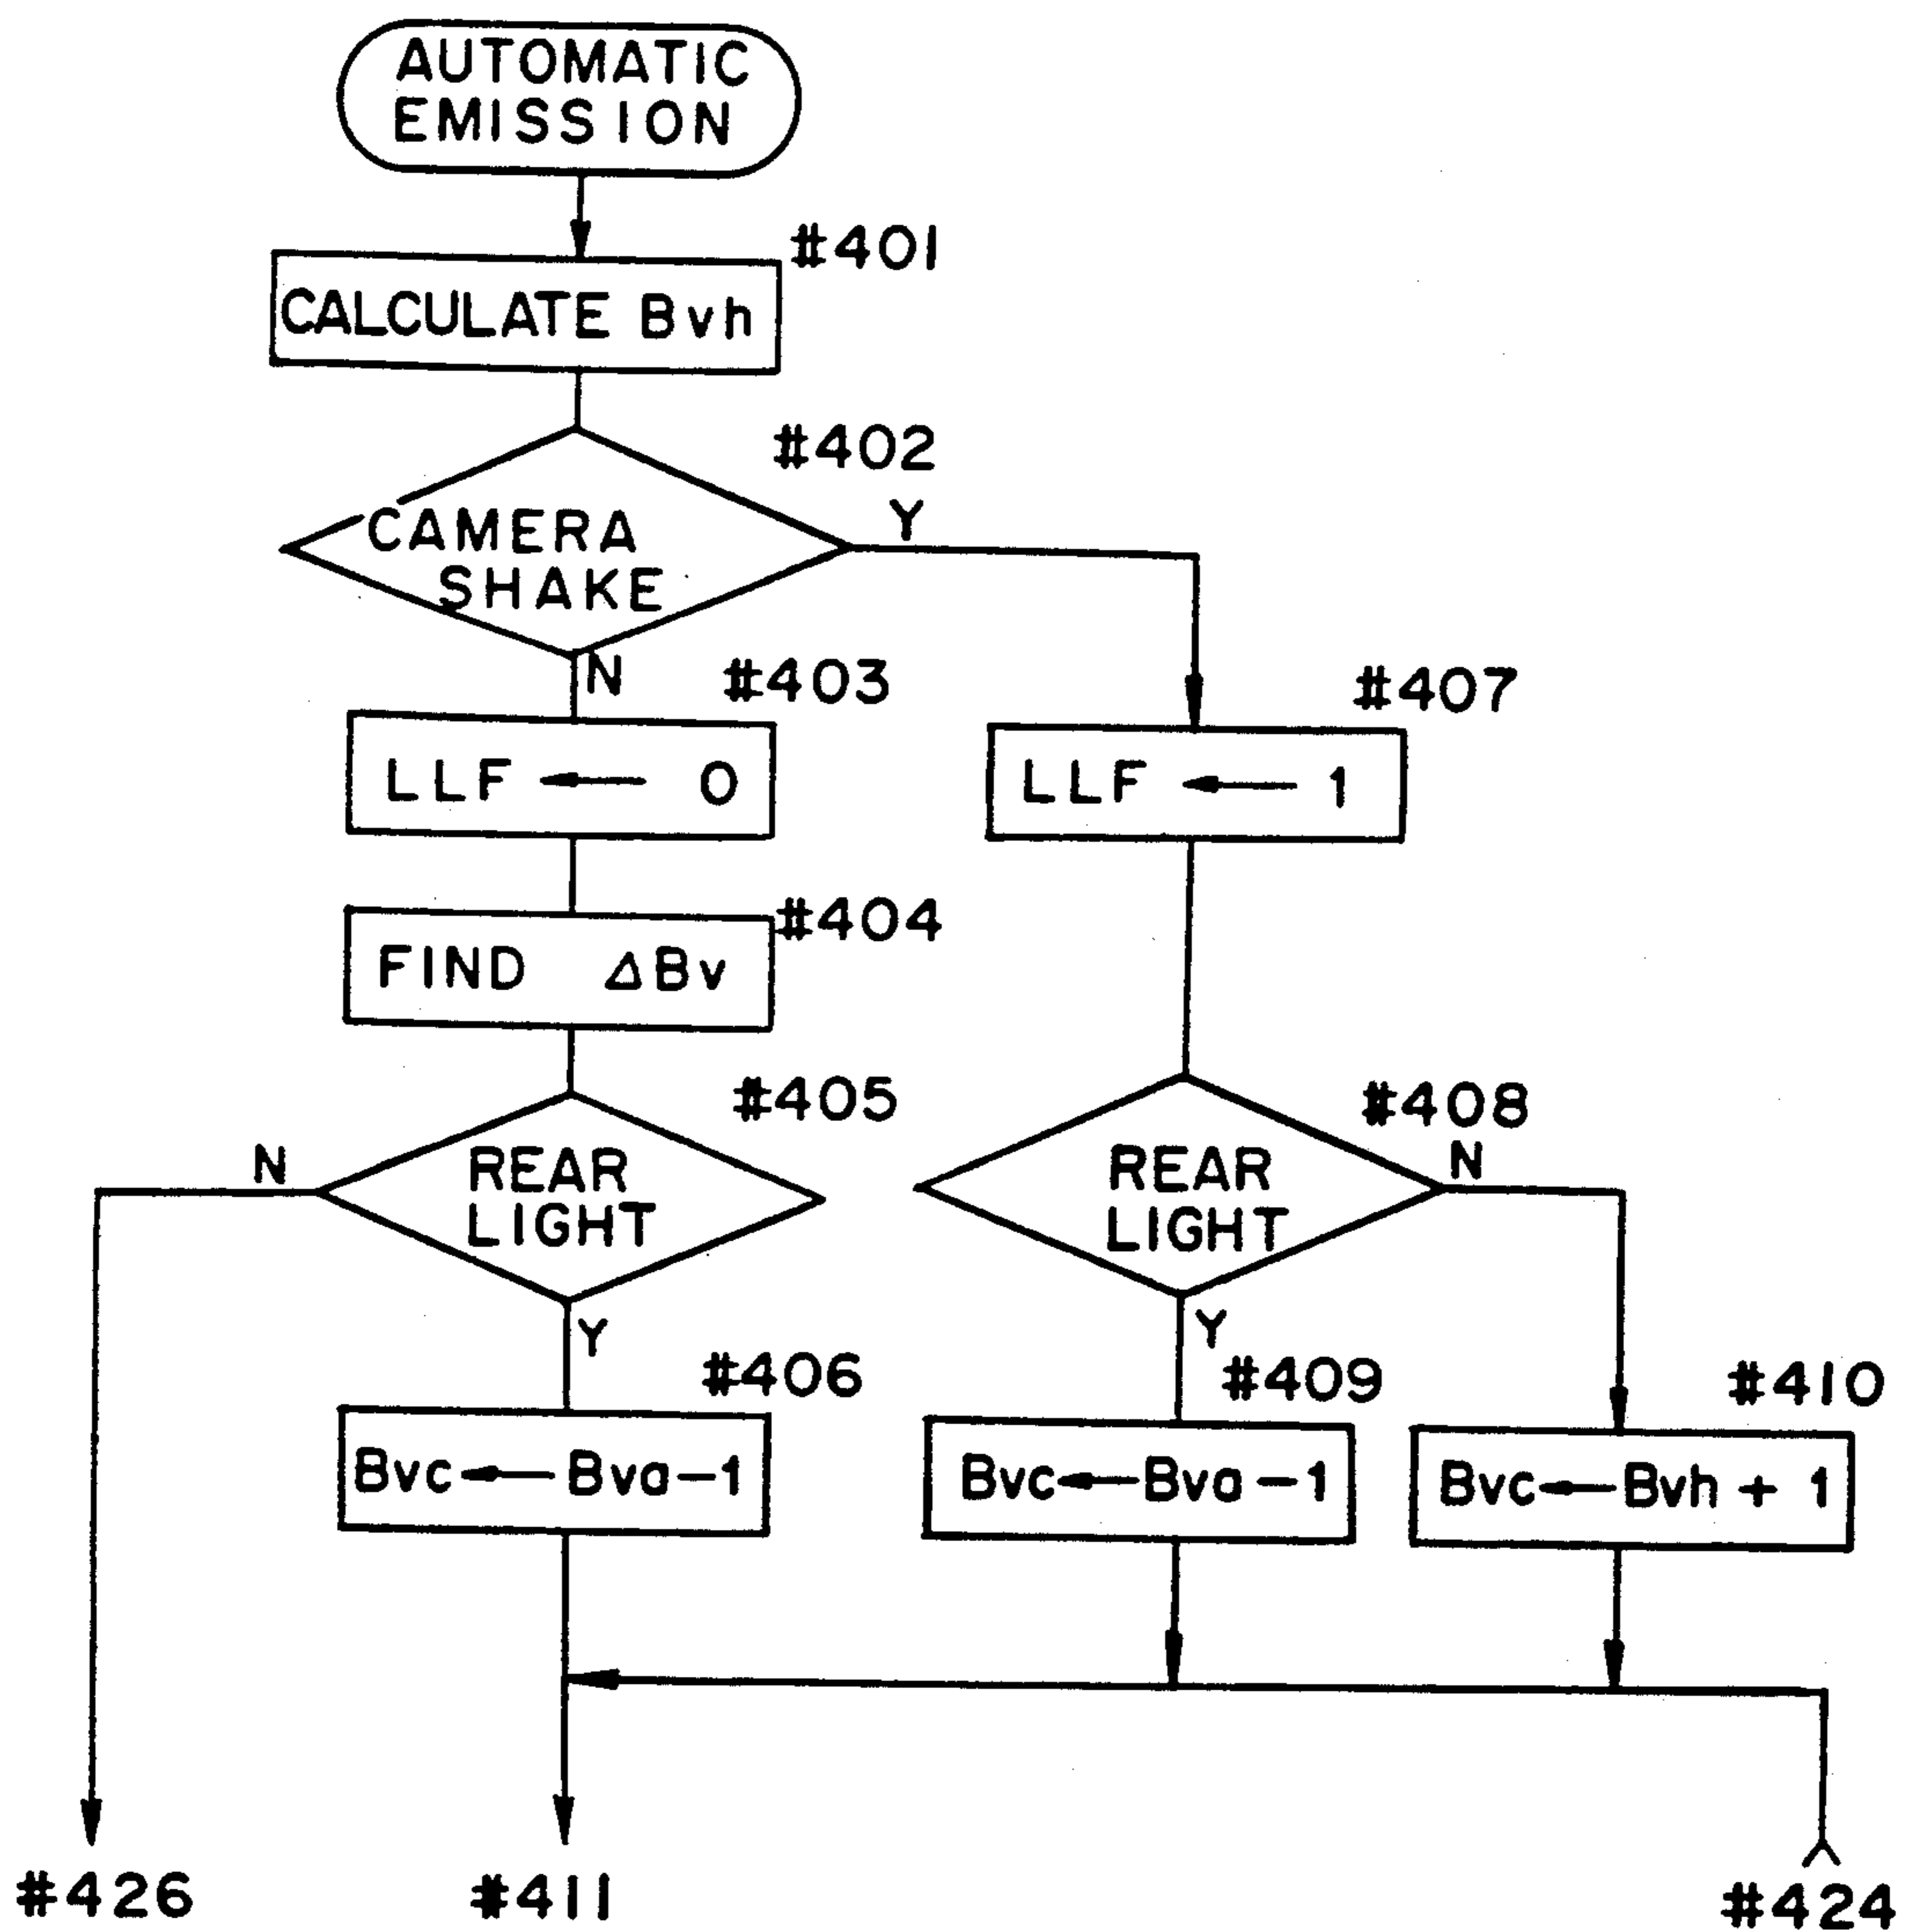 AUTOMATIC
EMISSION
#401
CALCULATE Bvh
#402
CAMERA
SHAKE
Y
N
#403
LLF ← 0
#407
LLF ← 1
#404
FIND ΔBv
#405
REAR
LIGHT
N
Y
#408
REAR
LIGHT
N
Y
#406
Bvc ← Bva-1
#409
Bvc ← Bva-1
#410
Bvc ← Bvh + 1
#426
#411
#424